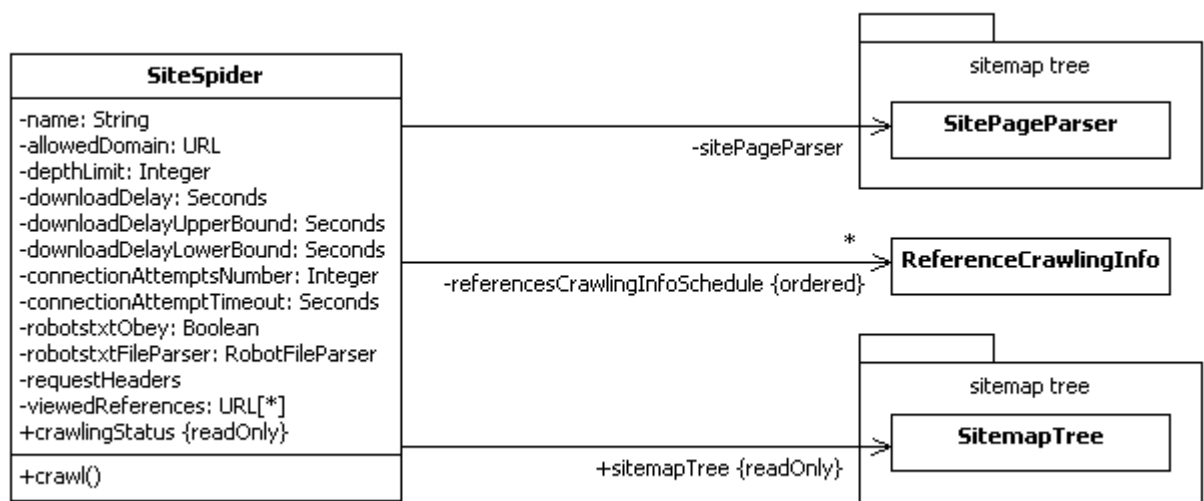 SiteSpider
-name: String
-allowedDomain: URL
-depthLimit: Integer
-downloadDelay: Seconds
-downloadDelayUpperBound: Seconds
-downloadDelayLowerBound: Seconds
-connectionAttemptsNumber: Integer
-connectionAttemptTimeout: Seconds
-robotstxtObey: Boolean
-robotstxtFileParser: RobotFileParser
-requestHeaders
-viewedReferences: URL[*]
+crawlingStatus {readOnly}
+crawl()
-sitePageParser
sitemap tree
SitePageParser
*
-referencesCrawlingInfoSchedule {ordered}
ReferenceCrawlingInfo
+sitemapTree {readOnly}
sitemap tree
SitemapTree